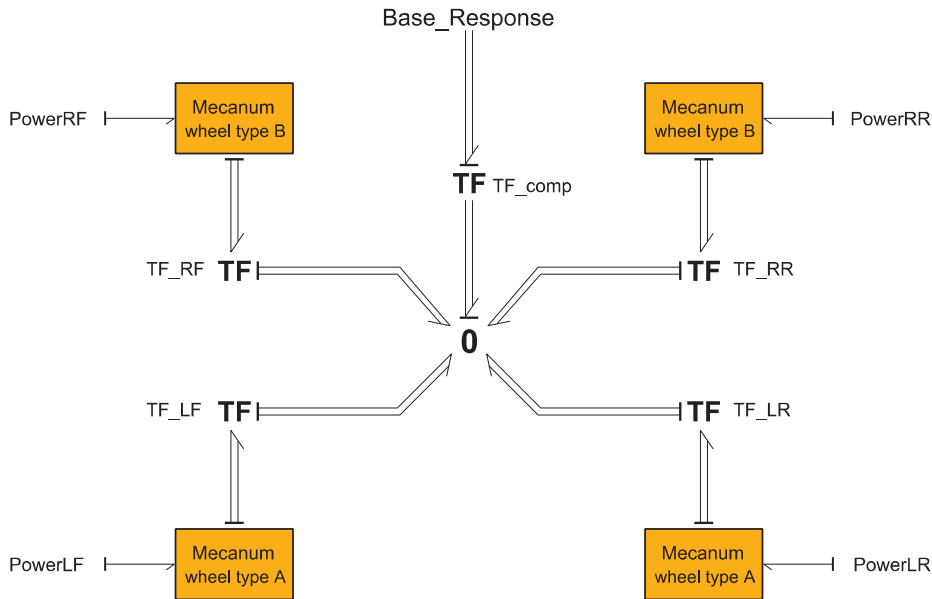 Base_Response
PowerRF
Mecanum
wheel type B
Mecanum
wheel type B
PowerRR
TF TF_comp
TF_RF TF
TF TF_RR
0
TF_LF TF
TF TF_LR
PowerLF
Mecanum
wheel type A
Mecanum
wheel type A
PowerLR